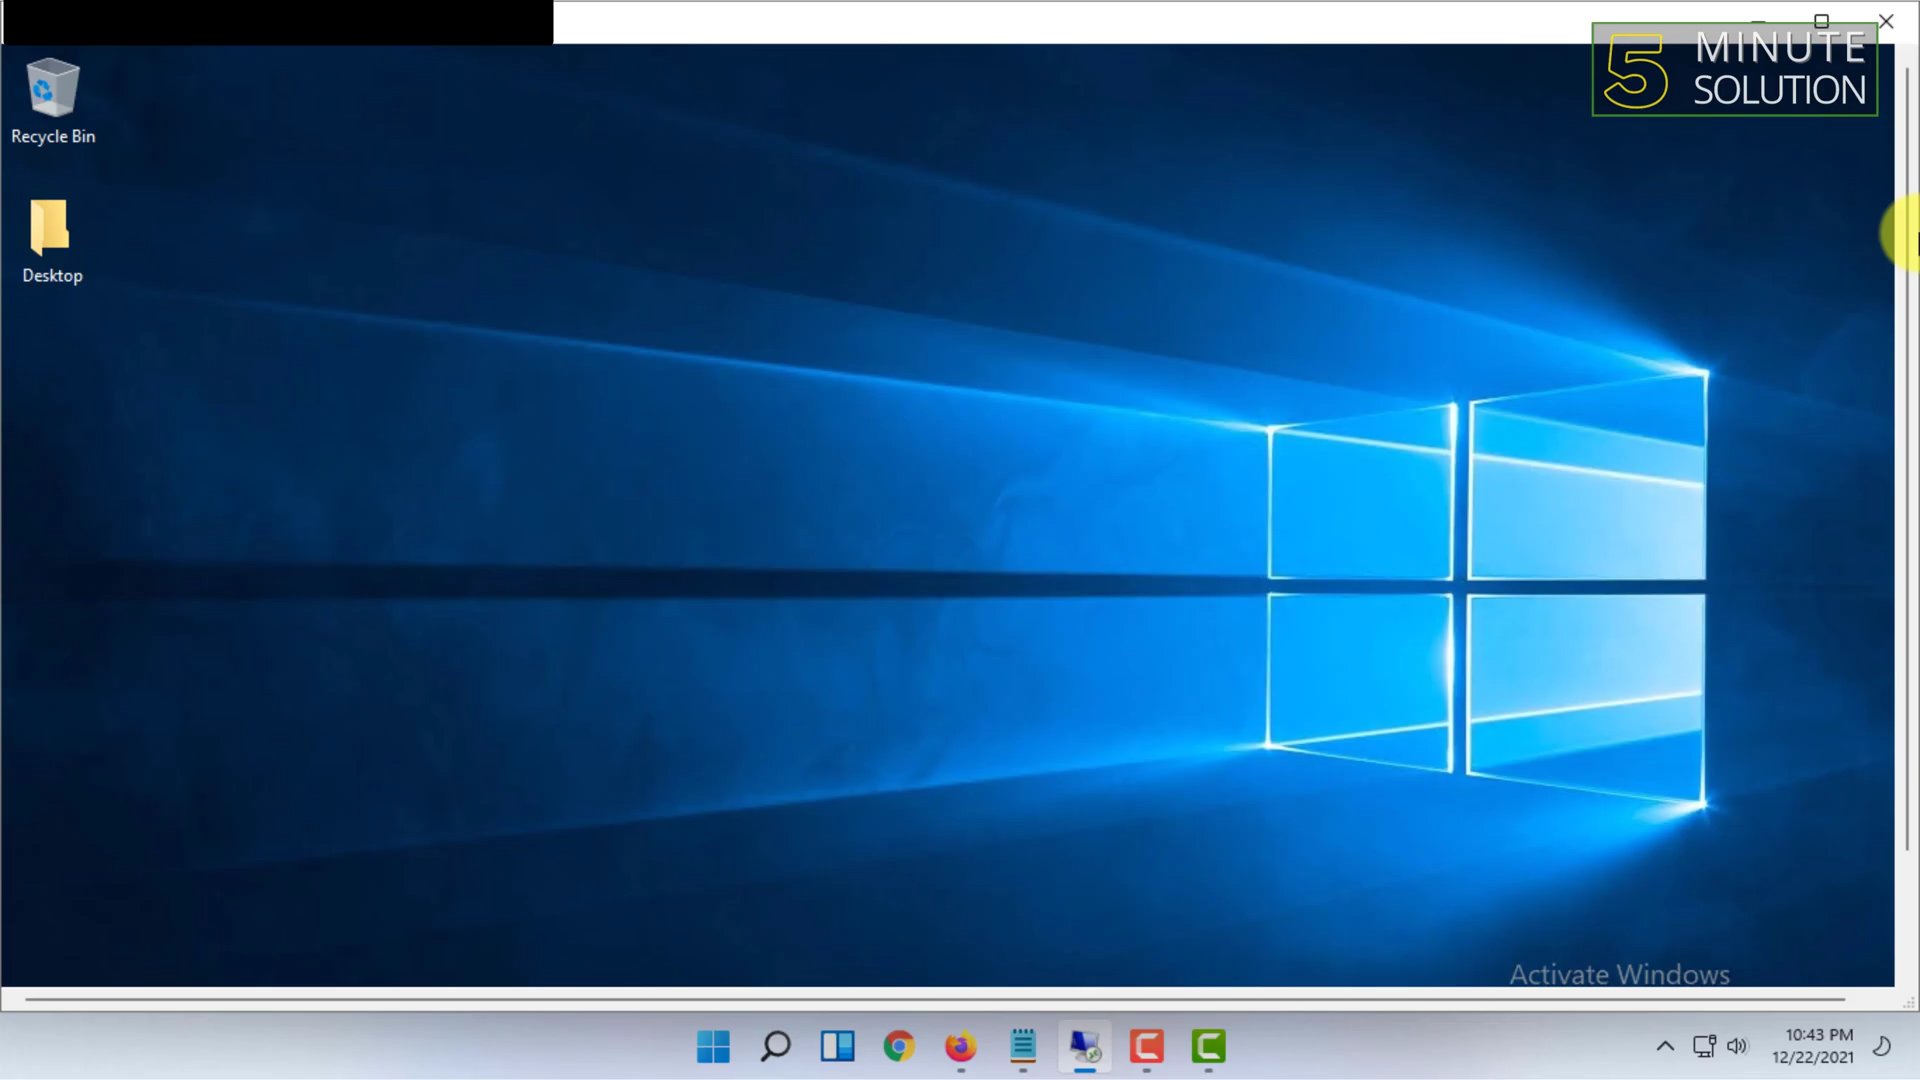 5 MINUTE
SOLUTION
Recycle Bin
Desktop
Activate Windows
10:43 PM
12/22/2021